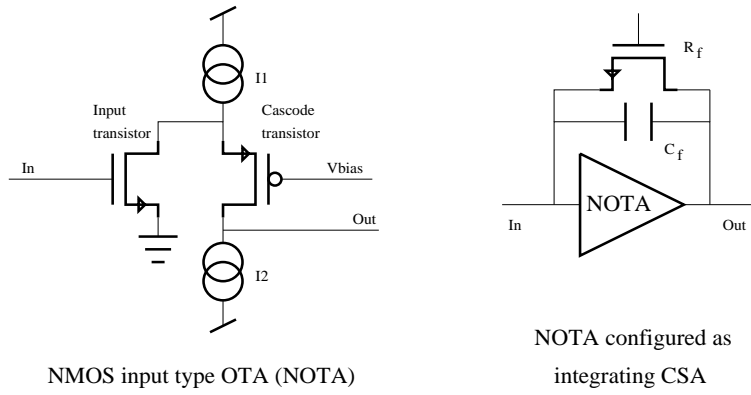 I1
Input
transistor
Cascode
transistor
In
Vbias
Out
I2
NMOS input type OTA (NOTA)
R f
C f
NOTA
In
Out
NOTA configured as
integrating CSA